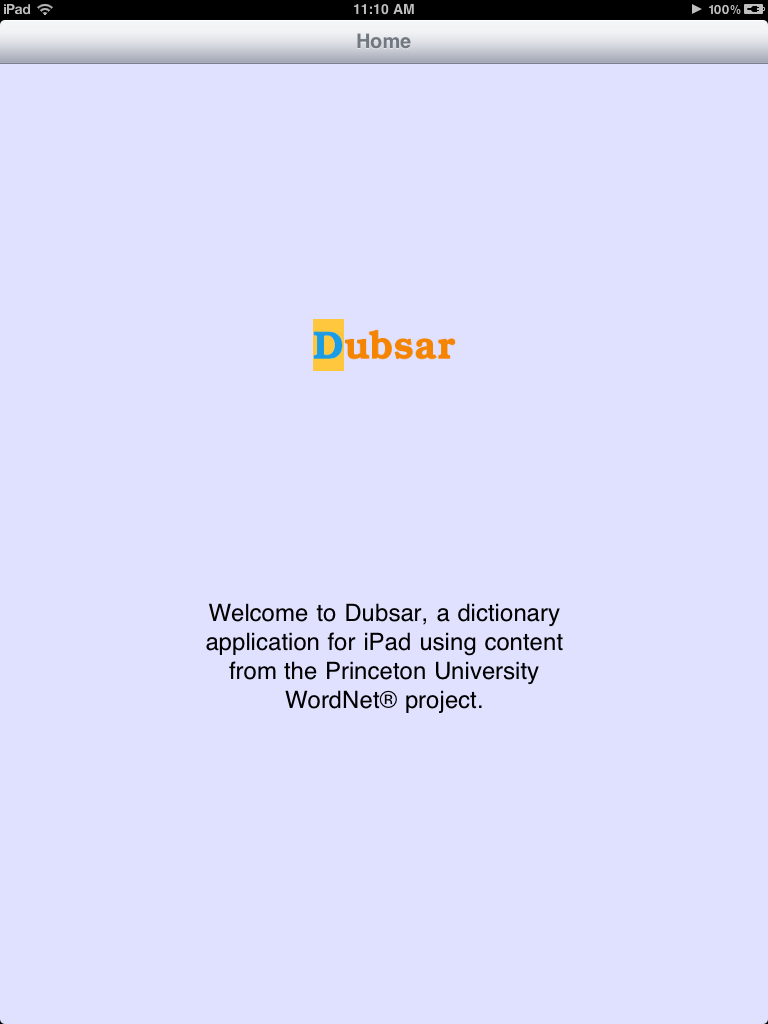 iPad 11:10 AM 100%
Home
Dubsar
Welcome to Dubsar, a dictionary
application for iPad using content
from the Princeton University
WordNet® project.